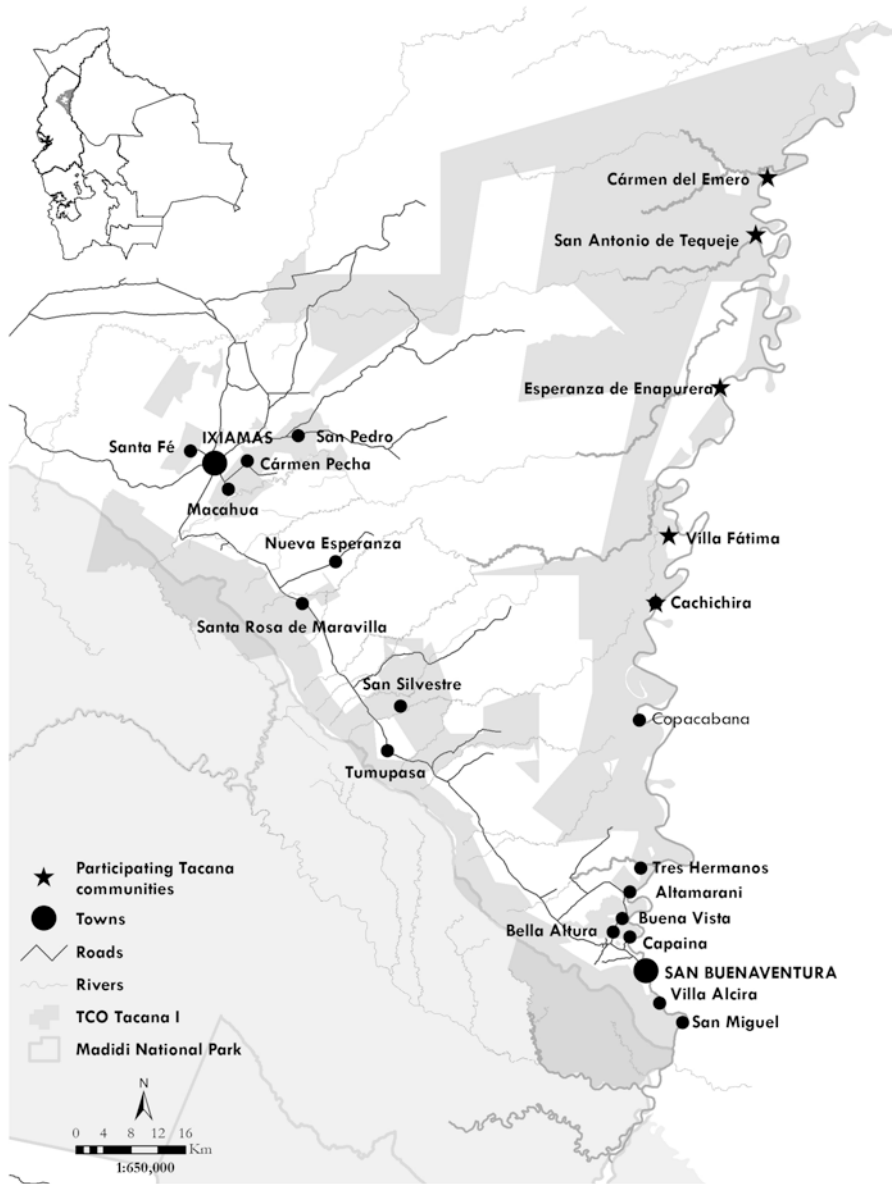 Cármen del Emero
San Antonio de Tequeje
Esperanza de Enapurera
IXIAMAS
San Pedro
Santa Fé
Cármen Pecha
Macahua
Villa Fátima
Nueva Esperanza
Cachichira
Santa Rosa de Maravilla
San Silvestre
Copacabana
Tumupasa
Tres Hermanos
Altamarani
Buena Vista
Bella Altura
Capaina
SAN BUENAVENTURA
Villa Alcira
San Miguel
Participating Tacana
communities
Towns
Roads
Rivers
TCO Tacana I
Madidi National Park
N
0 4 8 12 16
Km
1:650,000